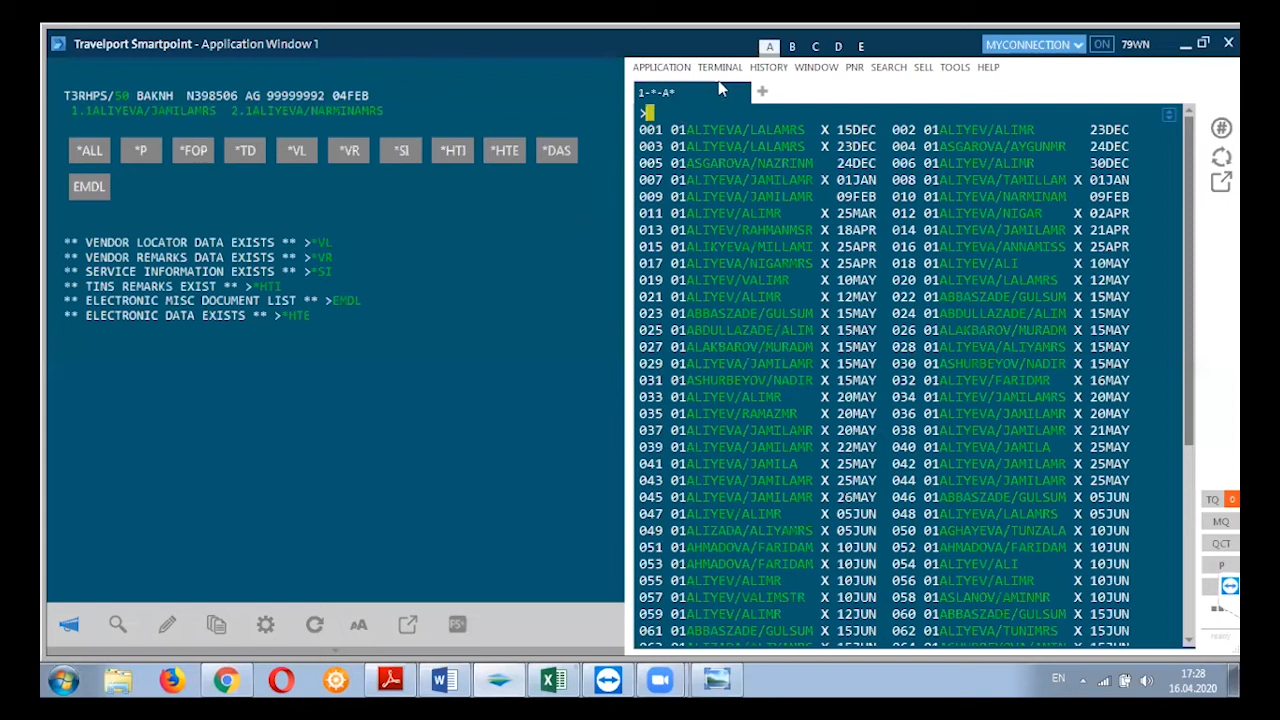 Travelport Smartpoint - Application Window 1
A B C D E
MYCONNECTION ON 79WN
APPLICATION TERMINAL HISTORY WINDOW PNR SEARCH SELL TOOLS HELP
T3RHPS/50 BAKNH N398506 AG 99999992 04FEB
1.1ALIYEVA/JAMILAMRS 2.1ALIYEVA/NARMINAMRS
*ALL *P *FOP *TD *VL *VR *SI *HTI *HTE *DAS
EMDL
** VENDOR LOCATOR DATA EXISTS ** >*VL
** VENDOR REMARKS DATA EXISTS ** >*VR
** SERVICE INFORMATION EXISTS ** >*SI
** TINS REMARKS EXIST ** >*HTI
** ELECTRONIC MISC DOCUMENT LIST ** >EMDL
** ELECTRONIC DATA EXISTS ** >*HTE
1-*-A*
>
001 01ALIYEVA/LALAMRS X 15DEC 002 01ALIYEV/ALIMR 23DEC
003 01ALIYEVA/LALAMRS X 23DEC 004 01ASGAROVA/AYGUNMR 24DEC
005 01ASGAROVA/NAZRINM 24DEC 006 01ALIYEV/ALIMR 30DEC
007 01ALIYEVA/JAMILAMR X 01JAN 008 01ALIYEVA/TAMILLAM X 01JAN
009 01ALIYEVA/JAMILAMR 09FEB 010 01ALIYEVA/NARMINAM 09FEB
011 01ALIYEV/ALIMR X 25MAR 012 01ALIYEVA/NIGAR X 02APR
013 01ALIYEV/RAHMANMSR X 18APR 014 01ALIYEVA/JAMILAMR X 21APR
015 01ALIKYEVA/MILLAMI X 25APR 016 01ALIYEVA/ANNAMISS X 25APR
017 01ALIYEVA/NIGARMRS X 25APR 018 01ALIYEV/ALI X 10MAY
019 01ALIYEV/VALIMR X 10MAY 020 01ALIYEVA/LALAMRS X 12MAY
021 01ALIYEV/ALIMR X 12MAY 022 01ABBASZADE/GULSUM X 15MAY
023 01ABBASZADE/GULSUM X 15MAY 024 01ABDULLAZADE/ALIM X 15MAY
025 01ABDULLAZADE/ALIM X 15MAY 026 01ALAKBAROV/MURADM X 15MAY
027 01ALAKBAROV/MURADM X 15MAY 028 01ALIYEVA/ALIYAMRS X 15MAY
029 01ALIYEVA/JAMILAMR X 15MAY 030 01ASHURBEYOV/NADIR X 15MAY
031 01ASHURBEYOV/NADIR X 15MAY 032 01ALIYEV/FARIDMR X 16MAY
033 01ALIYEV/ALIMR X 20MAY 034 01ALIYEV/JAMILAMRS X 20MAY
035 01ALIYEV/RAMAZMR X 20MAY 036 01ALIYEVA/JAMILAMR X 20MAY
037 01ALIYEVA/JAMILAMR X 20MAY 038 01ALIYEVA/JAMILAMR X 21MAY
039 01ALIYEVA/JAMILAMR X 22MAY 040 01ALIYEVA/JAMILA X 25MAY
041 01ALIYEVA/JAMILA X 25MAY 042 01ALIYEVA/JAMILAMR X 25MAY
043 01ALIYEVA/JAMILAMR X 25MAY 044 01ALIYEVA/JAMILAMR X 25MAY
045 01ALIYEVA/JAMILAMR X 26MAY 046 01ABBASZADE/GULSUM X 05JUN
047 01ALIYEV/ALIMR X 05JUN 048 01ALIYEV/LALAMRS X 05JUN
049 01ALIZADA/ALIYAMRS X 05JUN 050 01AGHAYEVA/TUNZALA X 10JUN
051 01AHMADOVA/FARIDAM X 10JUN 052 01AHMADOVA/FARIDAM X 10JUN
053 01AHMADOVA/FARIDAM X 10JUN 054 01ALIYEV/ALI X 10JUN
055 01ALIYEV/ALIMR X 10JUN 056 01ALIYEV/ALIMR X 10JUN
057 01ALIYEV/VALIMSTR X 10JUN 058 01ASLANOV/AMINMR X 10JUN
059 01ALIYEV/ALIMR X 12JUN 060 01ABBASZADE/GULSUM X 15JUN
061 01ABBASZADE/GULSUM X 15JUN 062 01ALIYEVA/TUNIMRS X 15JUN
TQ 0
MQ
QCT
P
ready
EN 17:28
16.04.2020